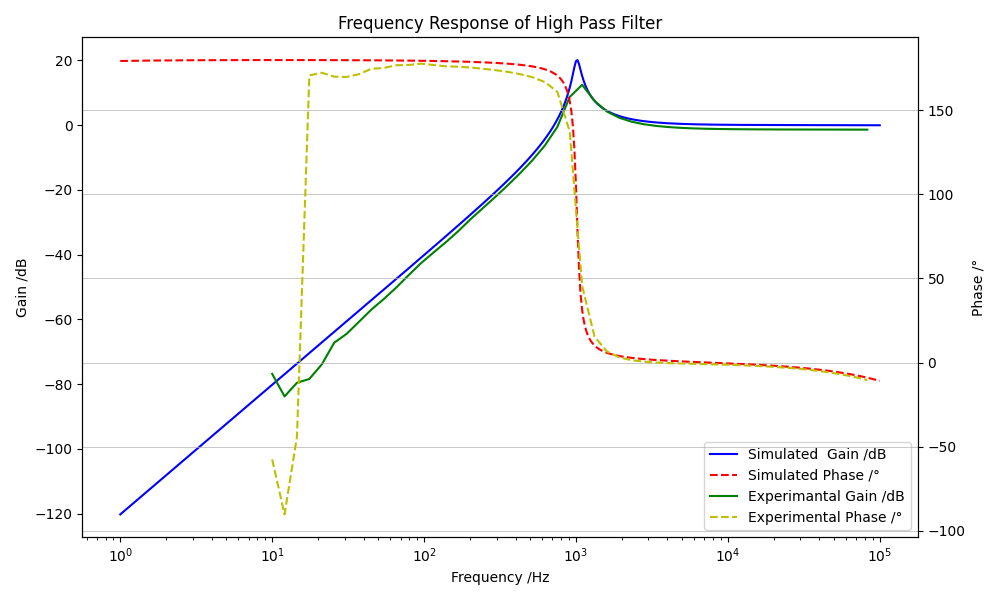 Frequency Response of High Pass Filter
20
0
−20
−40
−60
−80
−100
−120
Gain /dB
150
100
50
0
−50
−100
Phase /°
Simulated  Gain /dB
Simulated Phase /°
Experimantal Gain /dB
Experimental Phase /°
10⁰ 10¹ 10² 10³ 10⁴ 10⁵
Frequency /Hz